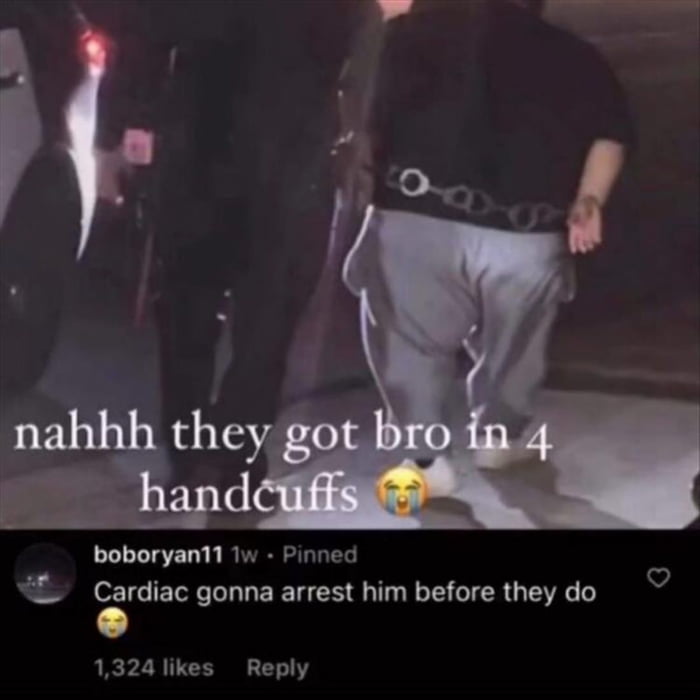 nahhh they got bro in 4
handcuffs 😭
boboryan11 1w • Pinned
Cardiac gonna arrest him before they do
😭
1,324 likes Reply